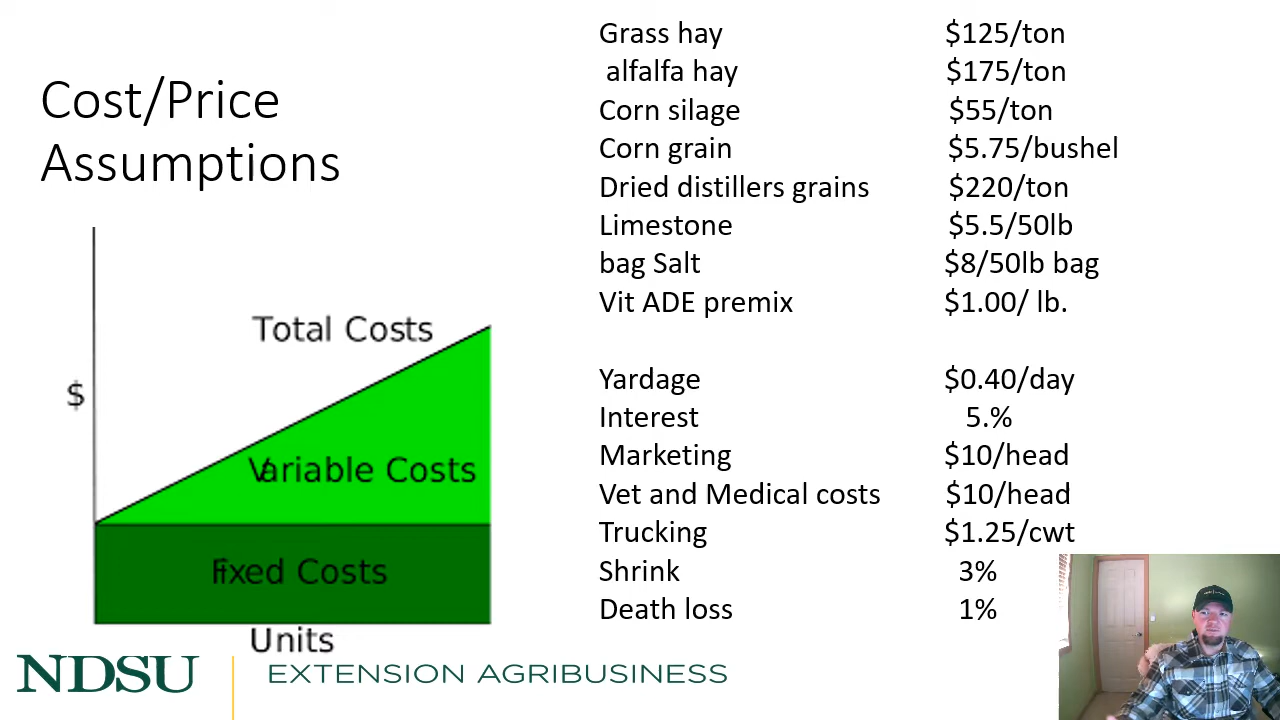 Cost/Price
Assumptions
$
Total Costs
Variable Costs
Fixed Costs
Units
Grass hay $125/ton
alfalfa hay $175/ton
Corn silage $55/ton
Corn grain $5.75/bushel
Dried distillers grains $220/ton
Limestone $5.5/50lb
bag Salt $8/50lb bag
Vit ADE premix $1.00/ lb.
Yardage $0.40/day
Interest 5.%
Marketing $10/head
Vet and Medical costs $10/head
Trucking $1.25/cwt
Shrink 3%
Death loss 1%
NDSU EXTENSION AGRIBUSINESS